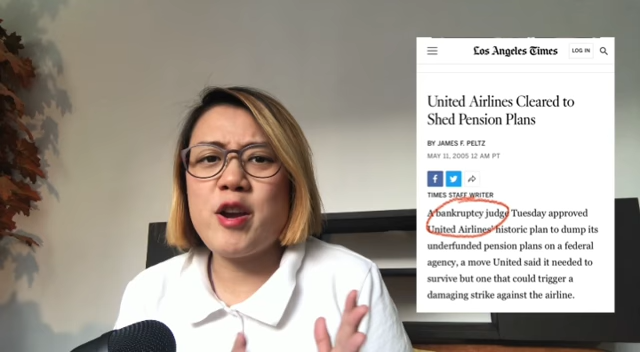 Los Angeles Times
LOG IN
United Airlines Cleared to
Shed Pension Plans
BY JAMES F. PELTZ
MAY 11, 2005 12 AM PT
TIMES STAFF WRITER
A bankruptcy judge Tuesday approved
United Airlines' historic plan to dump its
underfunded pension plans on a federal
agency, a move United said it needed to
survive but one that could trigger a
damaging strike against the airline.